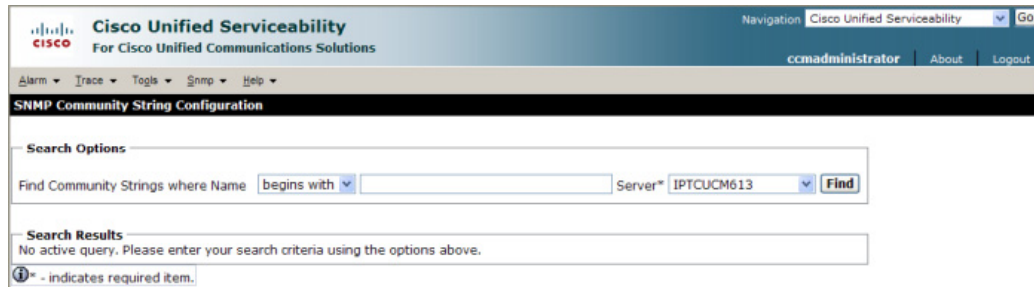 Cisco Unified Serviceability
For Cisco Unified Communications Solutions
CISCO
Navigation Cisco Unified Serviceability Go
ccmadministrator About Logout
Alarm Trace Tools Snmp Help
SNMP Community String Configuration
Search Options
Find Community Strings where Name begins with Server* IPTCUCM613 Find
Search Results
No active query. Please enter your search criteria using the options above.
* - indicates required item.